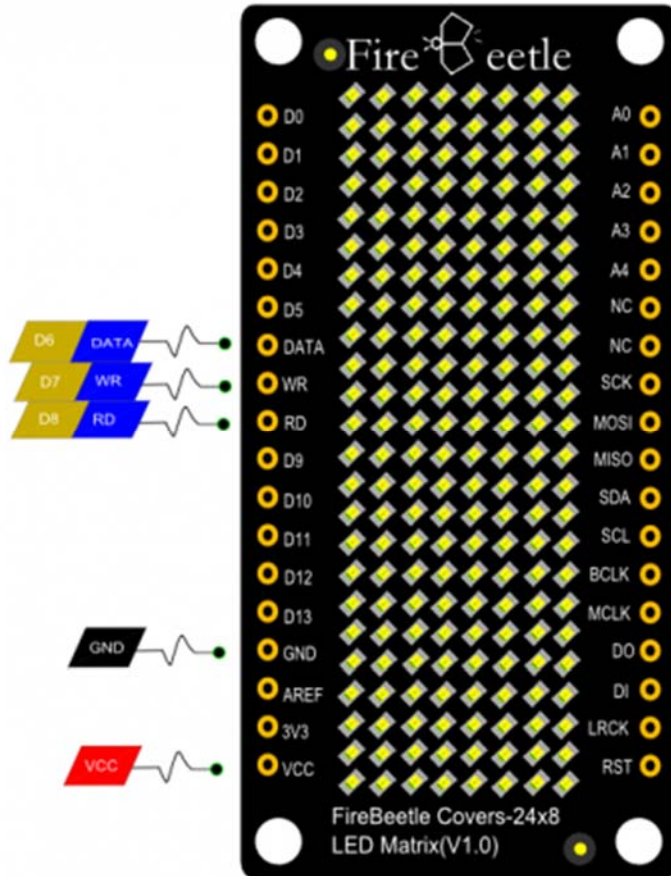 Fire eetle
D0 A0
D1 A1
D2 A2
D3 A3
D4 A4
D5 NC
D6 DATA DATA NC
D7 WR WR SCK
D8 RD RD MOSI
D9 MISO
D10 SDA
D11 SCL
D12 BCLK
D13 MCLK
GND GND DO
AREF DI
3V3 LRCK
VCC VCC RST
FireBeetle Covers-24x8
LED Matrix(V1.0)